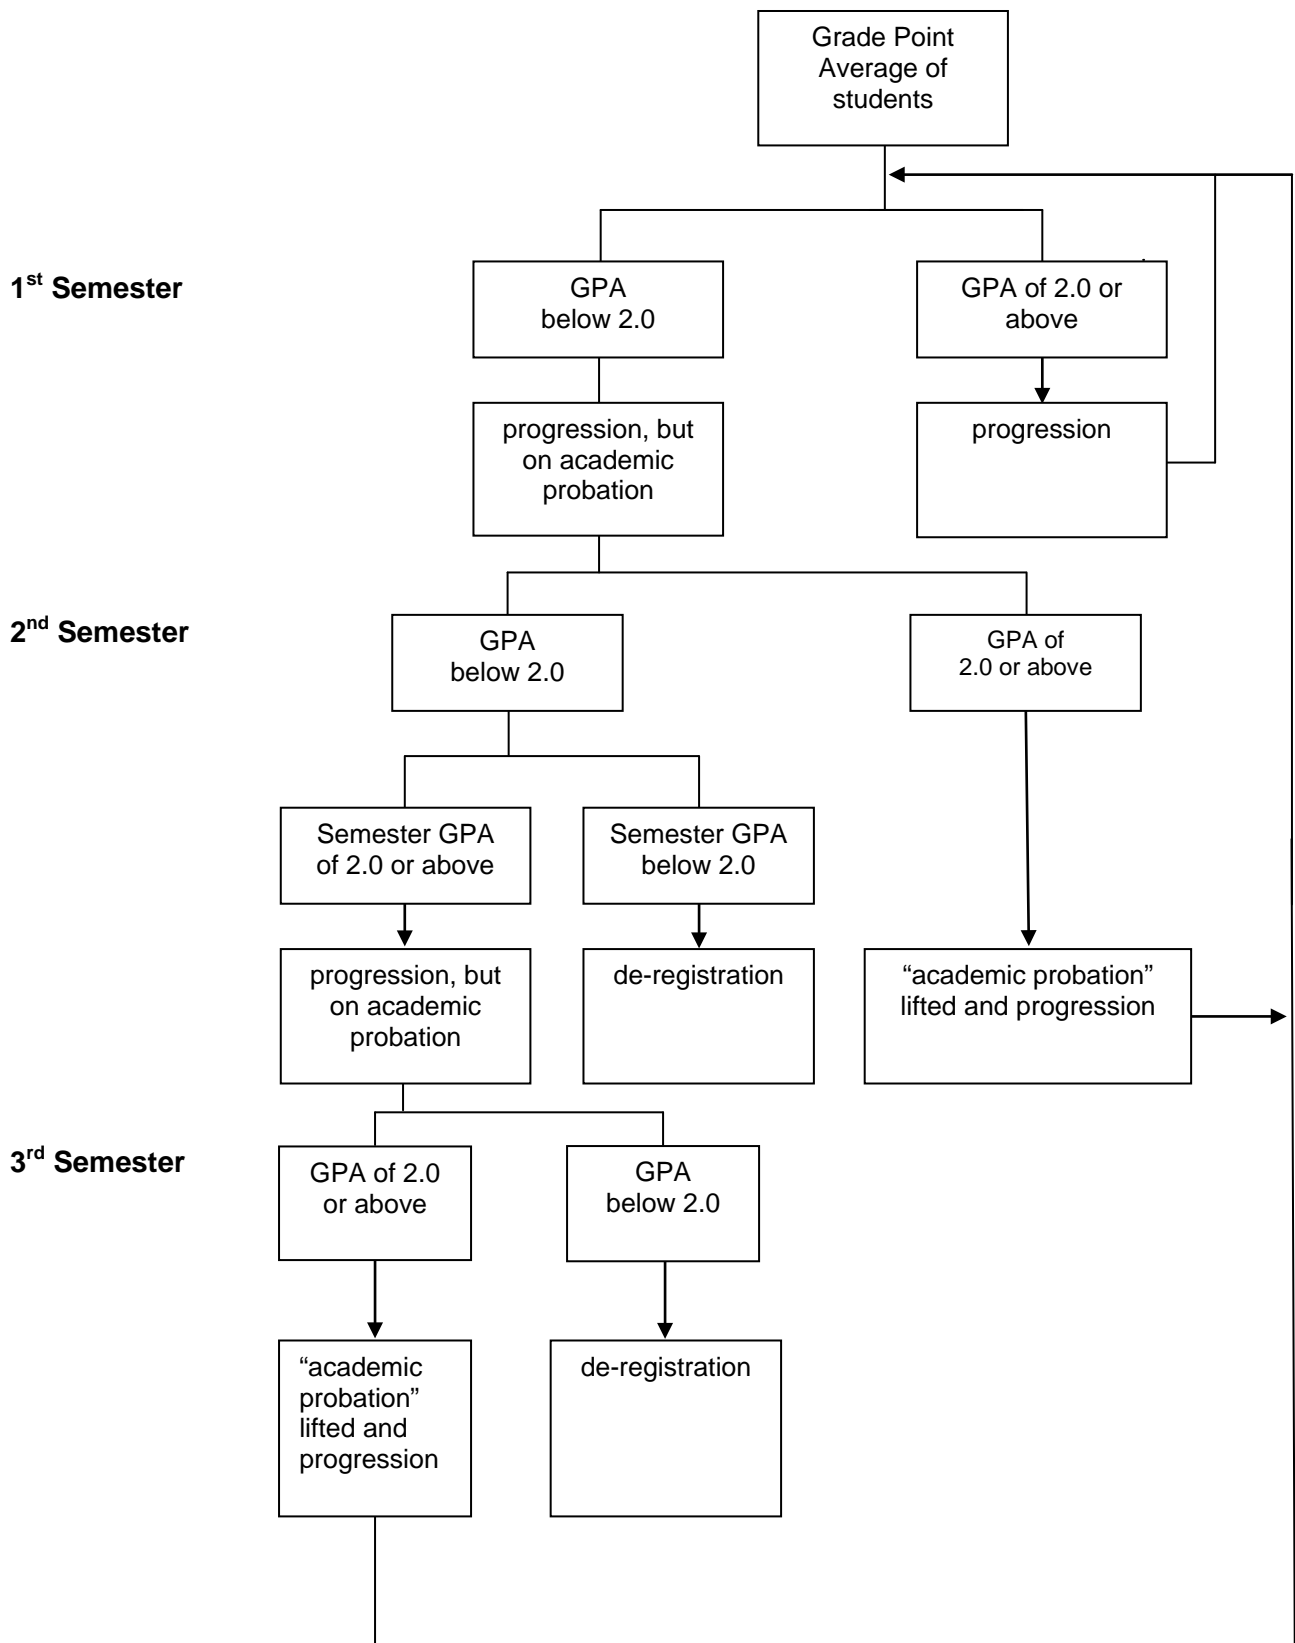 Grade Point
Average of
students
1st Semester
GPA
below 2.0
GPA of 2.0 or
above
progression, but
on academic
probation
progression
2nd Semester
GPA
below 2.0
GPA of
2.0 or above
Semester GPA
of 2.0 or above
Semester GPA
below 2.0
progression, but
on academic
probation
de-registration
“academic probation”
lifted and progression
3rd Semester
GPA of 2.0
or above
GPA
below 2.0
“academic
probation”
lifted and
progression
de-registration